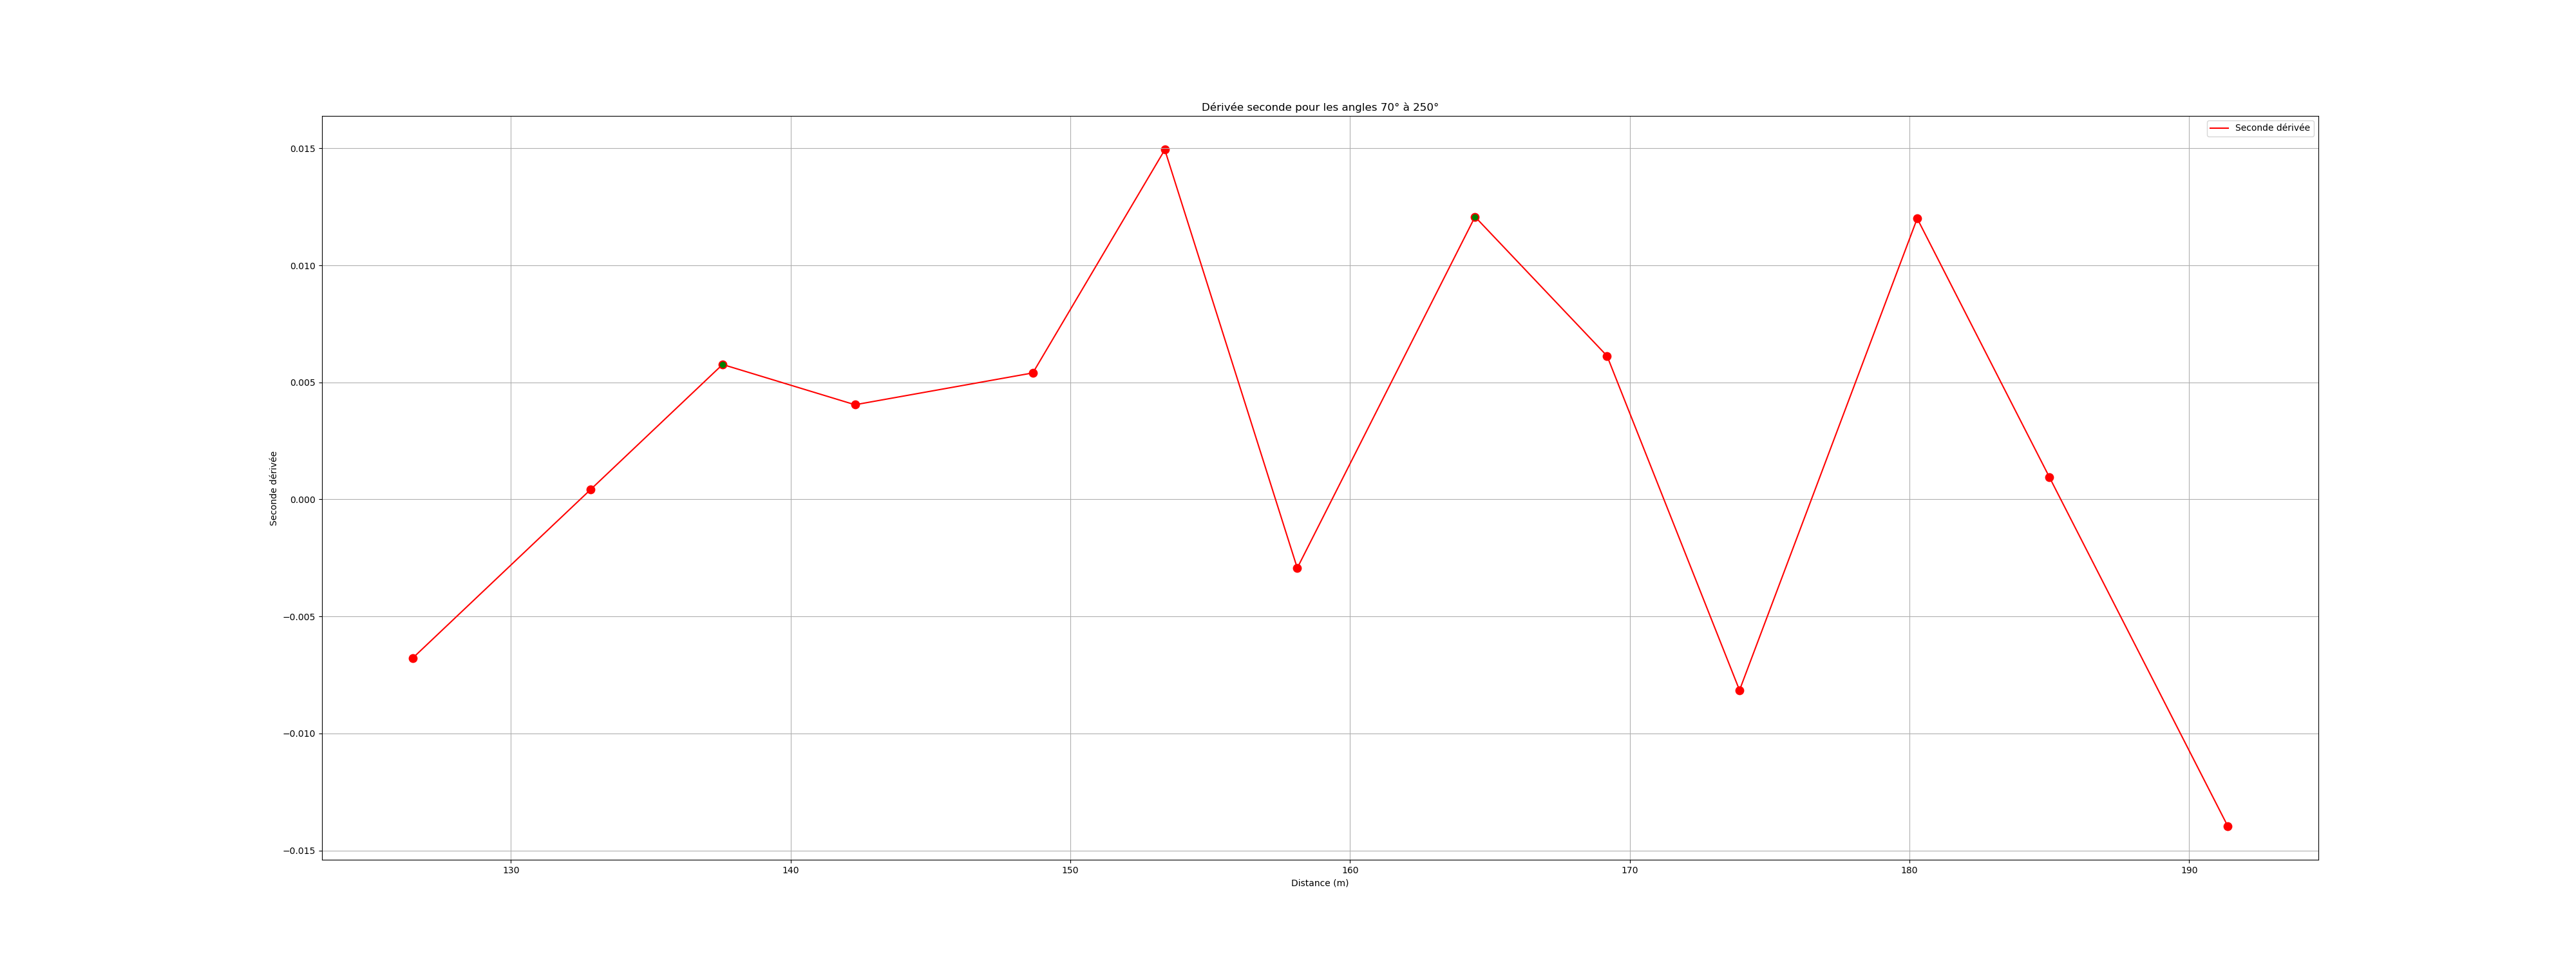 Dérivée seconde pour les angles 70° à 250°
Seconde dérivée
0.015
0.010
0.005
0.000
−0.005
−0.010
−0.015
Seconde dérivée
130 140 150 160 170 180 190
Distance (m)